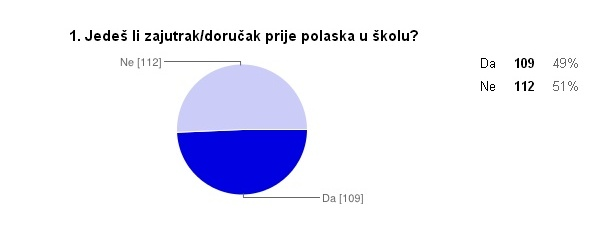 1. Jedeš li zajutrak/doručak prije polaska u školu?
Ne [112]
Da [109]
Da 109 49%
Ne 112 51%